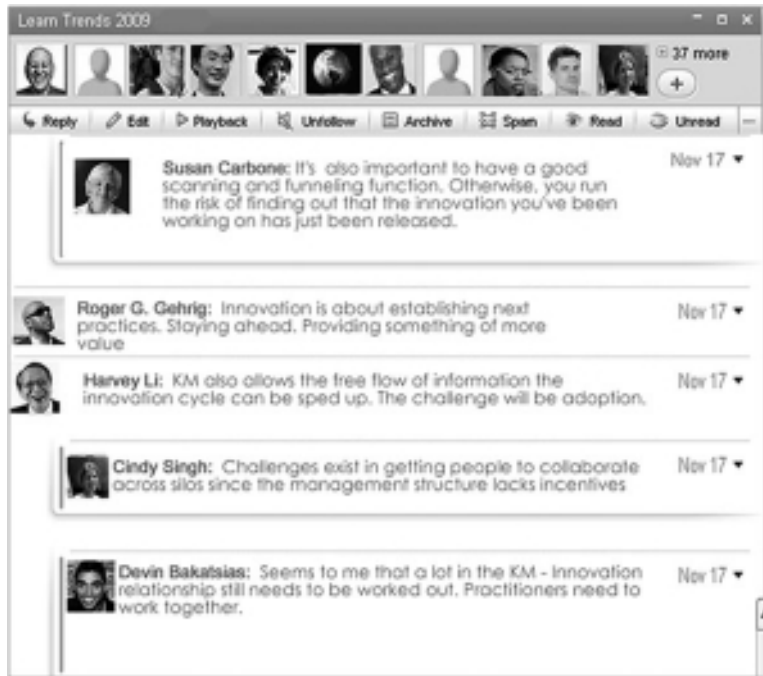 Learn Trends 2009
37 more
Reply Edit Playback Unfollow Archive Spam Read Unread
Susan Carbone: It's also important to have a good Nov 17
scanning and funneling function. Otherwise, you run
the risk of finding out that the innovation you've been
working on has just been released.
Roger G. Gehrig: Innovation is about establishing next Nov 17
practices. Staying ahead. Providing something of more
value
Harvey Li: KM also allows the free flow of information the Nov 17
innovation cycle can be sped up. The challenge will be adoption.
Cindy Singh: Challenges exist in getting people to collaborate Nov 17
across silos since the management structure lacks incentives
Devin Bakatsias: Seems to me that a lot in the KM - Innovation Nov 17
relationship still needs to be worked out. Practitioners need to
work together.